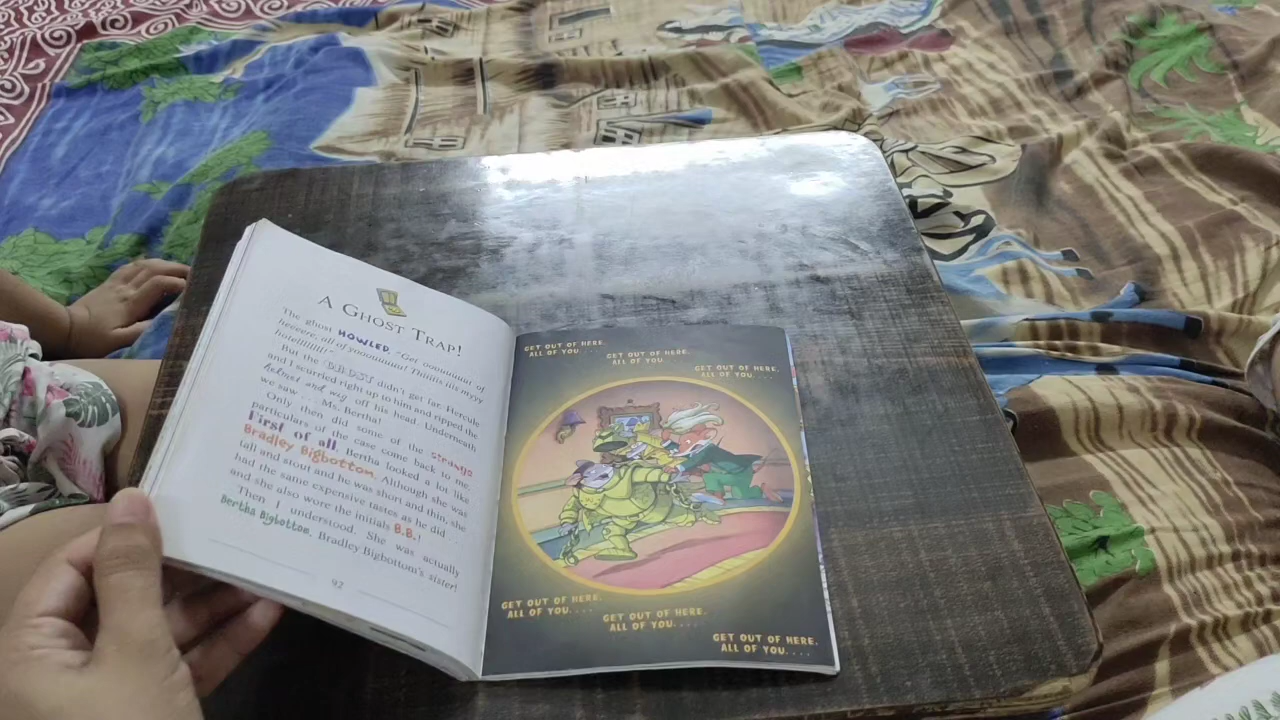 A GHOST TRAP!
The ghost HOWLED, "Get ooouuuuut of
heeeere, all of yooouuuuu! Thiiiis iiis myyy
hotellllllll!"
But the GHOST didn't get far. Hercule
and I scurried right up to him and ripped the
helmet and wig off his head. Underneath
we saw . . . Ms. Bertha!
Only then did some of the strange
particulars of the case come back to me.
First of all, Bertha looked a lot like
Bradley Bigbottom. Although she was
tall and stout and he was short and thin, she
had the same expensive tastes as he did . . .
and she also wore the initials B.B.!
Then I understood. She was actually
Bertha Bigbottom, Bradley Bigbottom's sister!
92
GET OUT OF HERE,
ALL OF YOU . . .
GET OUT OF HERE,
ALL OF YOU. . . .
GET OUT OF HERE,
ALL OF YOU. . . .
GET OUT OF HERE,
ALL OF YOU. . . .
GET OUT OF HERE,
ALL OF YOU. . . .
GET OUT OF HERE,
ALL OF YOU. . . .